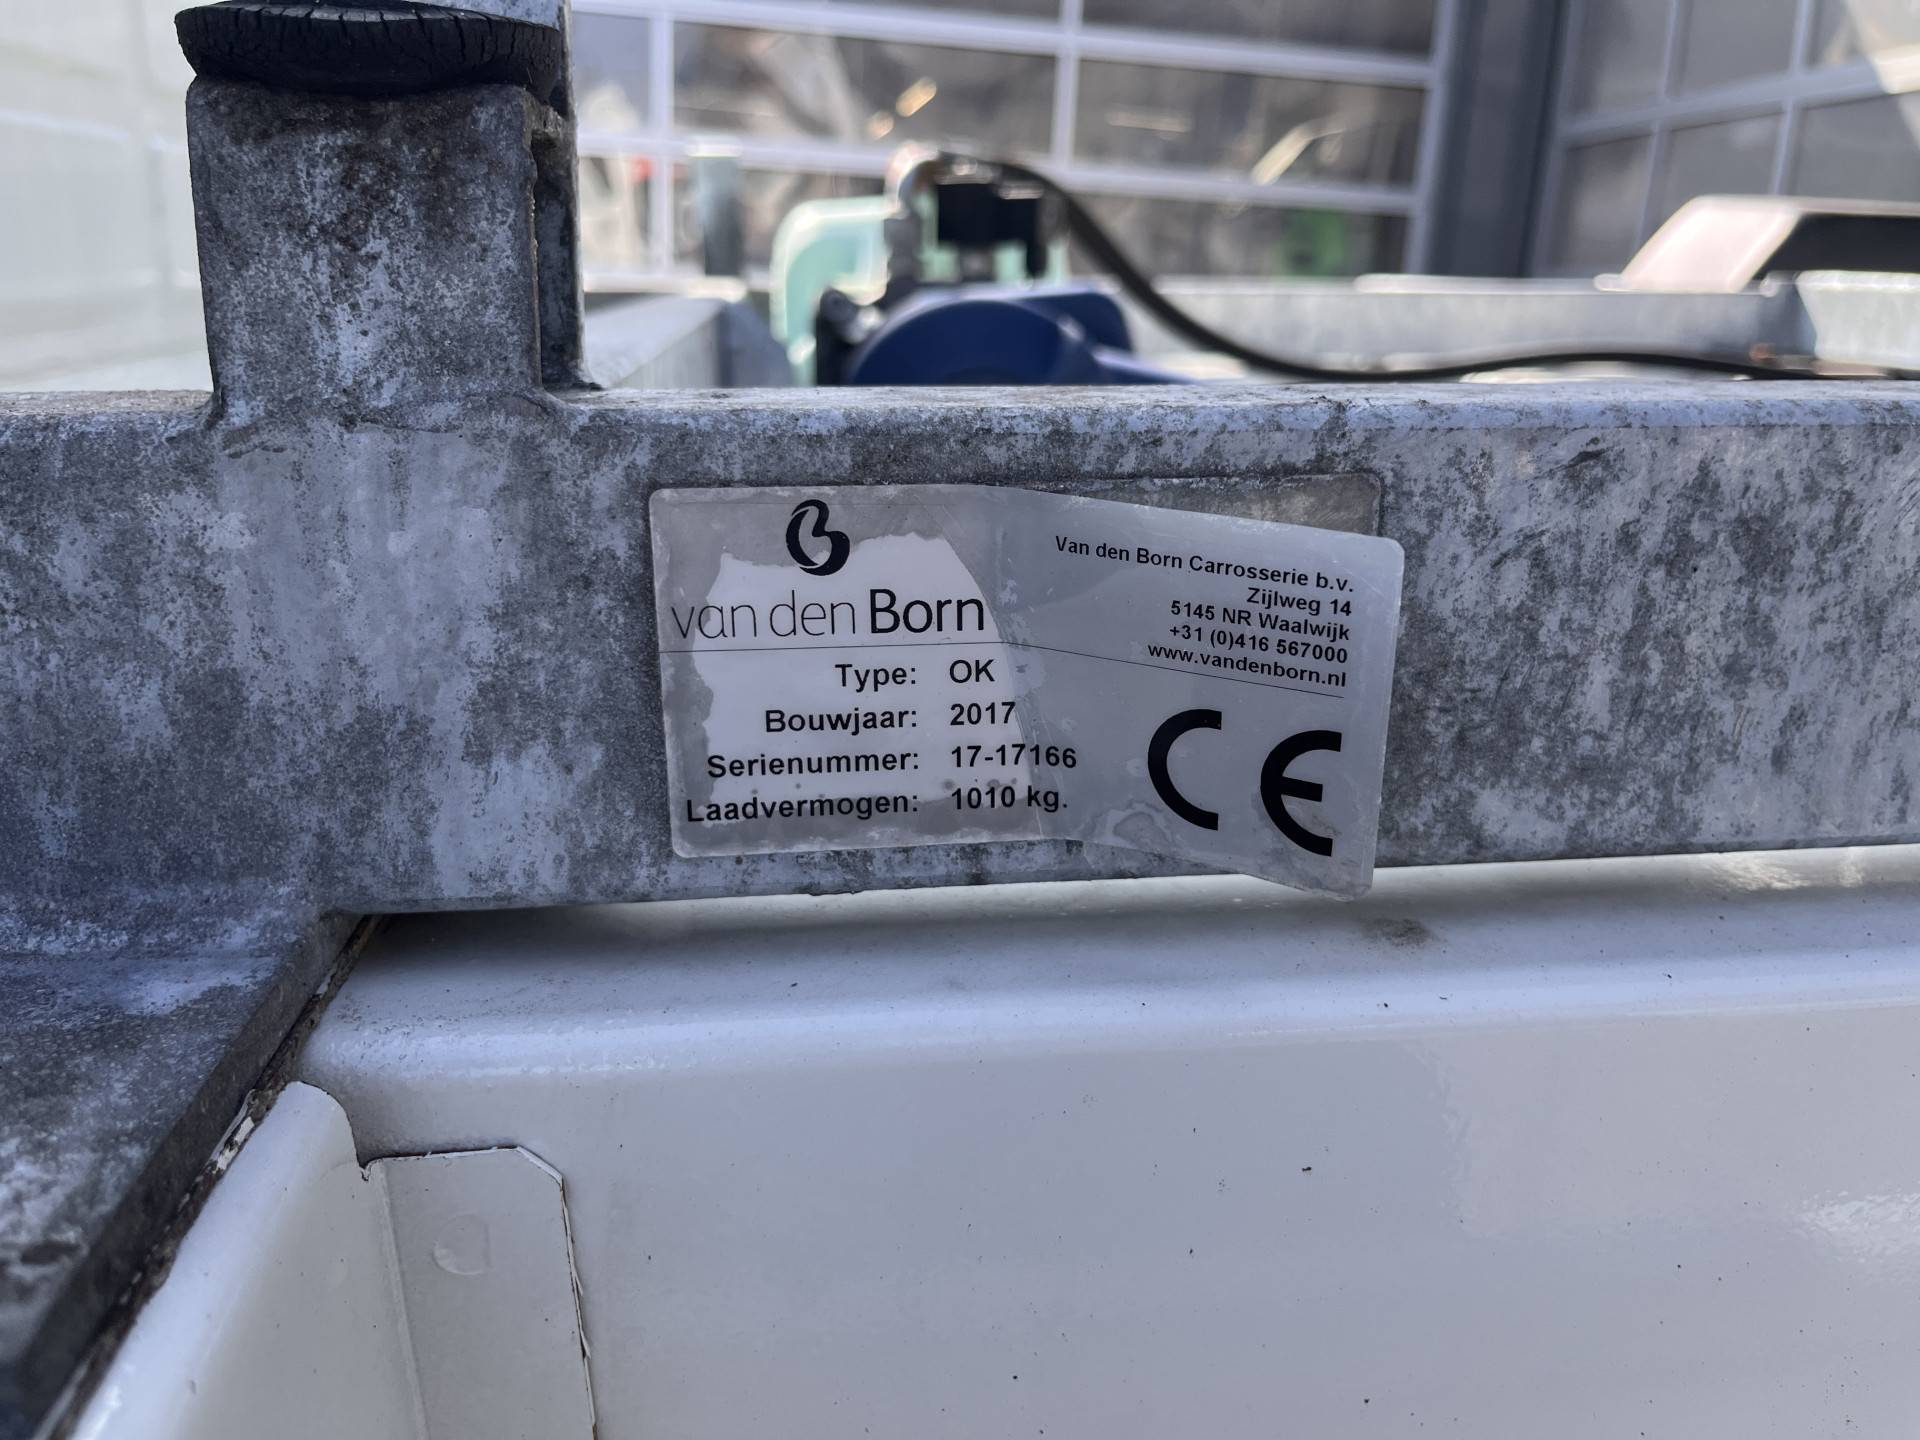 van den Born
Van den Born Carrosserie b.v.
Zijlweg 14
5145 NR Waalwijk
+31 (0)416 567000
www.vandenborn.nl
Type: OK
Bouwjaar: 2017
Serienummer: 17-17166
Laadvermogen: 1010 kg.
CE